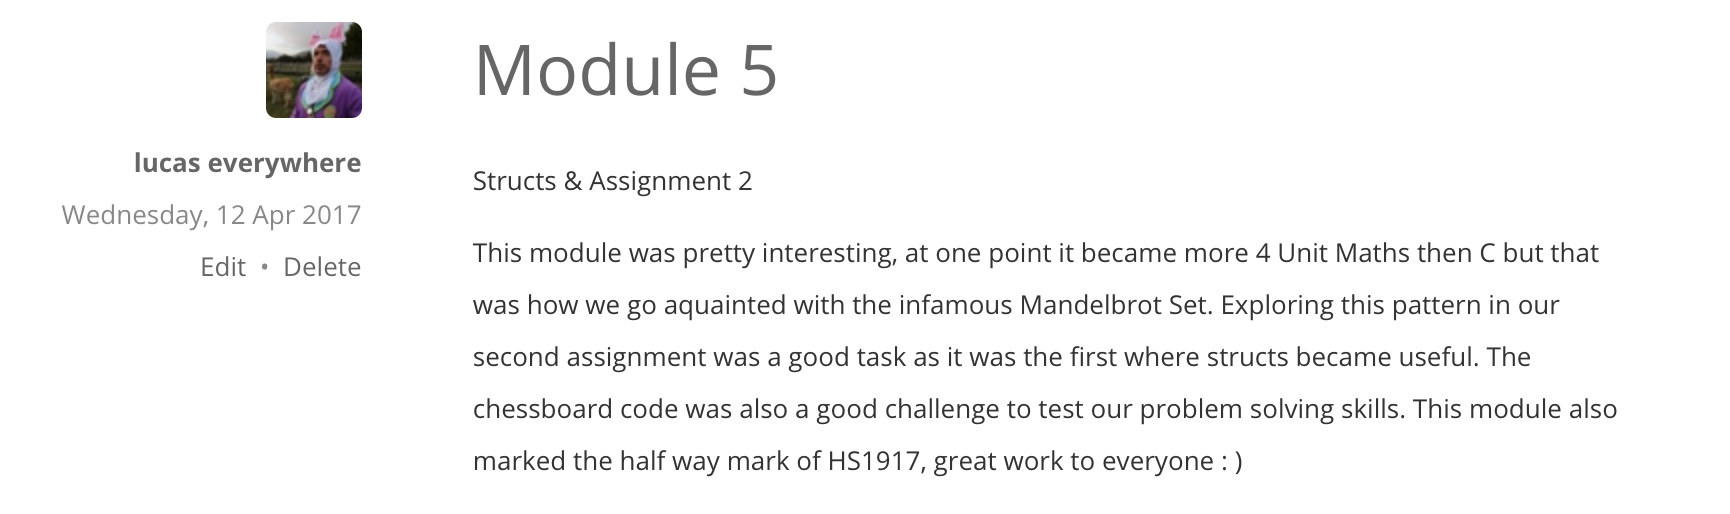 lucas everywhere
Wednesday, 12 Apr 2017
Edit • Delete
Module 5
Structs & Assignment 2
This module was pretty interesting, at one point it became more 4 Unit Maths then C but that
was how we go aquainted with the infamous Mandelbrot Set. Exploring this pattern in our
second assignment was a good task as it was the first where structs became useful. The
chessboard code was also a good challenge to test our problem solving skills. This module also
marked the half way mark of HS1917, great work to everyone : )